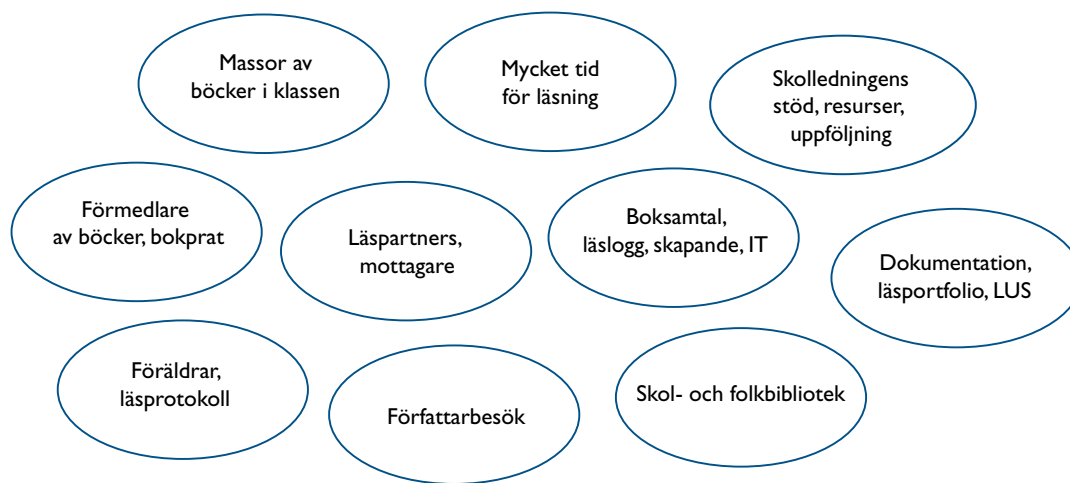 Massor av
böcker i klassen
Mycket tid
för läsning
Skolledningens
stöd, resurser,
uppföljning
Förmedlare
av böcker, bokprat
Läspartners,
mottagare
Boksamtal,
läslogg, skapande, IT
Dokumentation,
läsportfolio, LUS
Föräldrar,
läsprotokoll
Författarbesök
Skol- och folkbibliotek